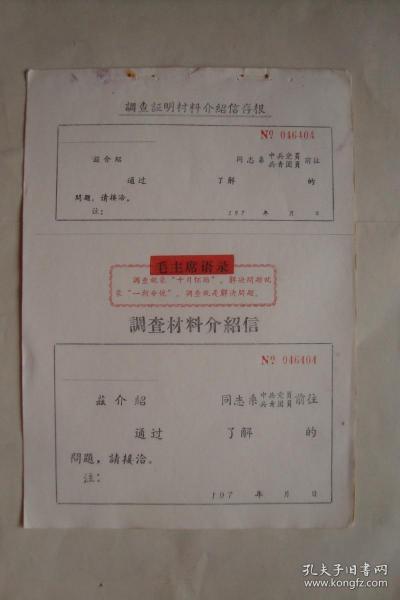 調查証明材料介紹信存根
No 046404
茲介紹 同志系 中共党員 前往
共青团員
通过 了解 的
問題,請接洽。
注:
197 年 月 日
毛主席语录
调查就象“十月怀胎”,解决问题就
象“一朝分娩”。调查就是解决问题。
調查材料介紹信
No 046404
茲介紹 同志系 中共党員 前往
共青团員
通过 了解 的
問題,請接洽。
注:
197 年 月 日
孔夫子旧书网
www.kongfz.com